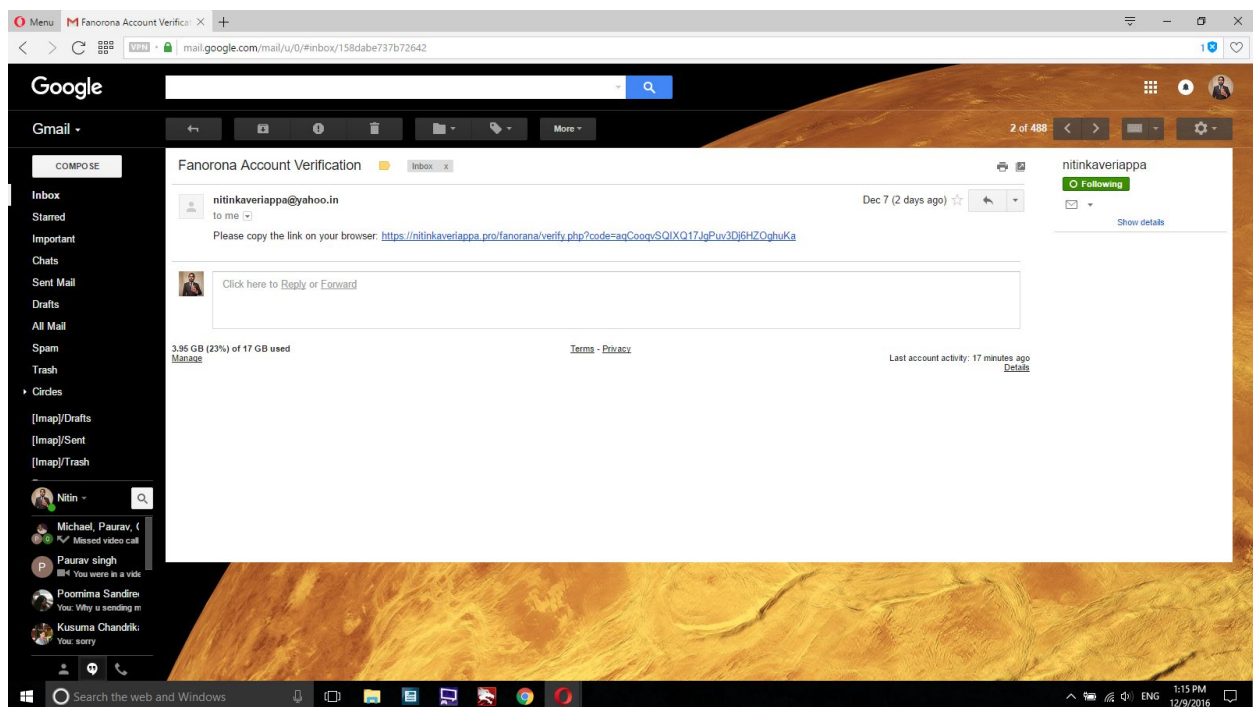 Menu
Fanorona Account Verificat
VPN
mail.google.com/mail/u/0/#inbox/158dabe737b72642
1
Google
Gmail
More
2 of 488
COMPOSE
Fanorona Account Verification
Inbox x
nitinkaveriappa
Following
Show details
Inbox
Starred
Important
Chats
Sent Mail
Drafts
All Mail
Spam
Trash
Circles
[Imap]/Drafts
[Imap]/Sent
[Imap]/Trash
nitinkaveriappa@yahoo.in
Dec 7 (2 days ago)
to me
Please copy the link on your browser: https://nitinkaveriappa.pro/fanorana/verify.php?code=aqCooqvSQIXQ17JgPuv3Dj6HZOghuKa
Click here to Reply or Forward
3.95 GB (23%) of 17 GB used
Manage
Terms - Privacy
Last account activity: 17 minutes ago
Details
Nitin
Michael, Paurav, (
P O Missed video call
P
Paurav singh
You were in a vide
Poornima Sandired
You: Why u sending m
Kusuma Chandrika
You: sorry
Search the web and Windows
ENG
1:15 PM
12/9/2016